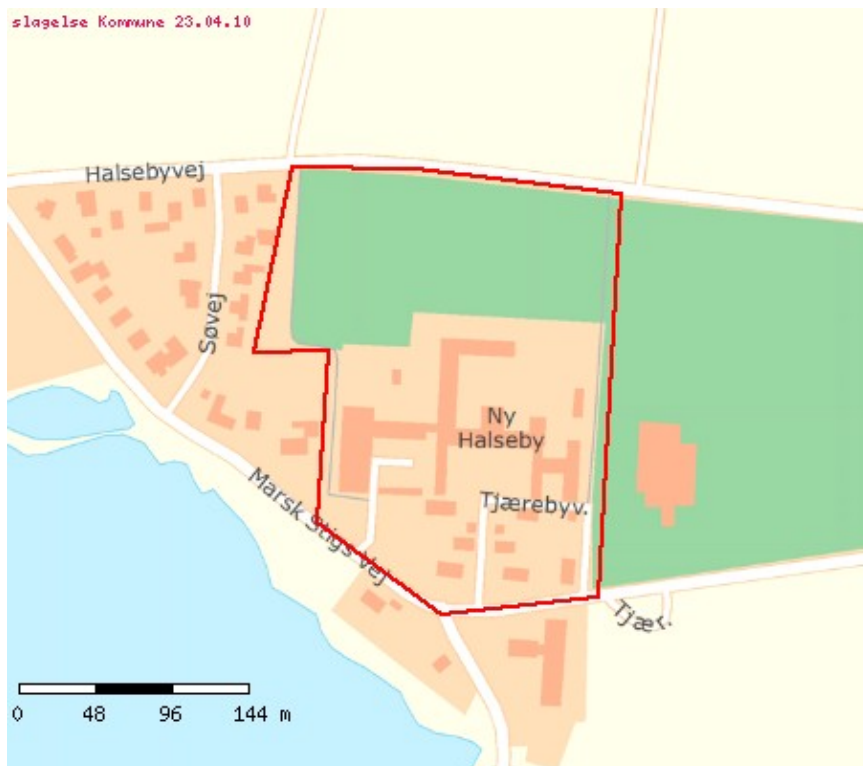 slagelse Kommune 23.04.10
Halsebyvej
Søvej
Ny
Halseby
Tjærebyv.
Marsk Stigs Vej
Tjær.
0 48 96 144 m